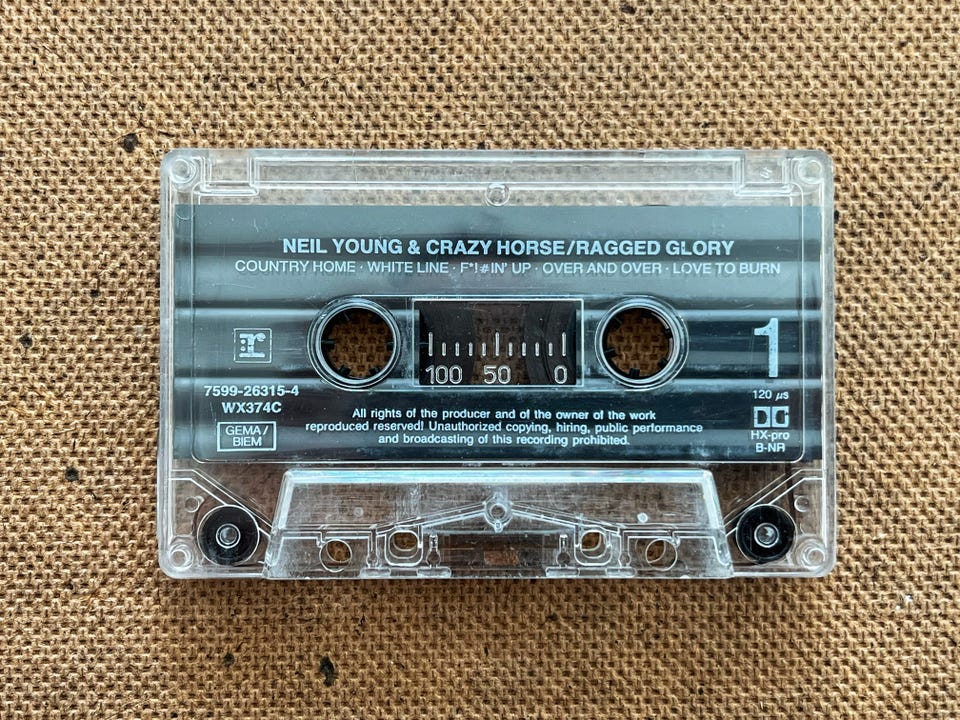 NEIL YOUNG & CRAZY HORSE/RAGGED GLORY
COUNTRY HOME · WHITE LINE · F*!#IN' UP · OVER AND OVER · LOVE TO BURN
r
1
100 50 0
7599-26315-4
WX374C
GEMA/
BIEM
All rights of the producer and of the owner of the work
reproduced reserved! Unauthorized copying, hiring, public performance
and broadcasting of this recording prohibited.
120 µs
HX-pro
B-NR